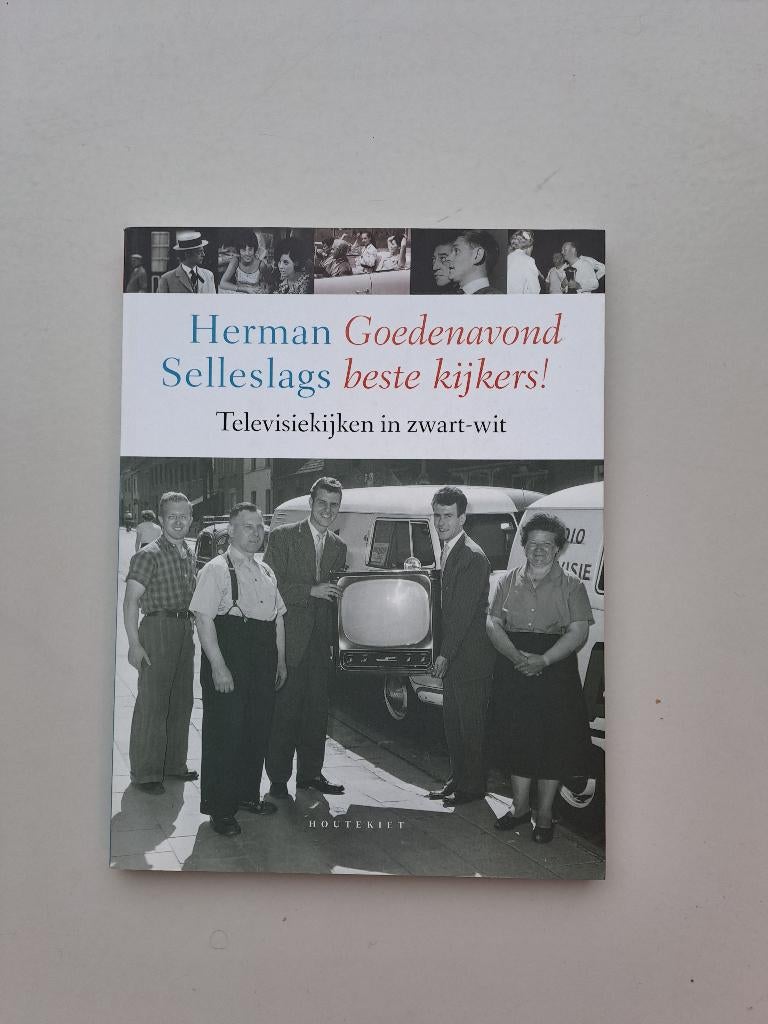 Herman Goedenavond
Selleslags beste kijkers!
Televisiekijken in zwart-wit
HOUTEKIET